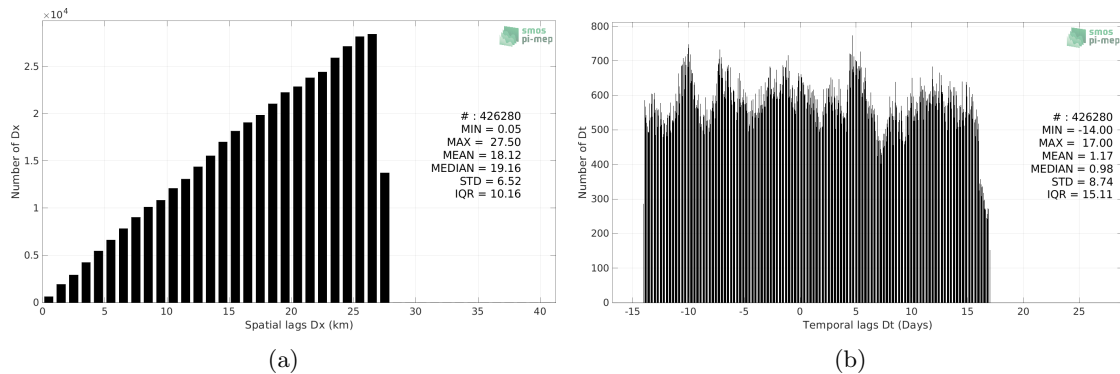 ×10⁴
2.5
2
1.5
1
0.5
0
Number of Dx
0 5 10 15 20 25 30 35 40
Spatial lags Dx (km)
smos
pi-mep
# : 426280
MIN = 0.05
MAX = 27.50
MEAN = 18.12
MEDIAN = 19.16
STD = 6.52
IQR = 10.16
(a)
800
700
600
500
400
300
200
100
0
Number of Dt
-15 -10 -5 0 5 10 15 20 25
Temporal lags Dt (Days)
smos
pi-mep
# : 426280
MIN = -14.00
MAX = 17.00
MEAN = 1.17
MEDIAN = 0.98
STD = 8.74
IQR = 15.11
(b)